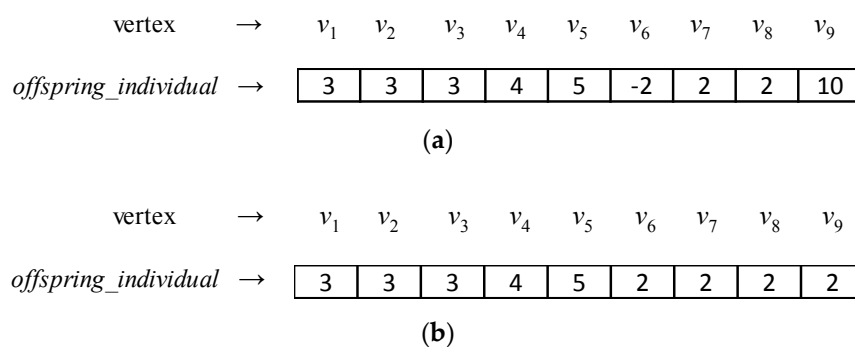 vertex → v1 v2 v3 v4 v5 v6 v7 v8 v9
offspring_individual → 3 3 3 4 5 -2 2 2 10
(a)
vertex → v1 v2 v3 v4 v5 v6 v7 v8 v9
offspring_individual → 3 3 3 4 5 2 2 2 2
(b)